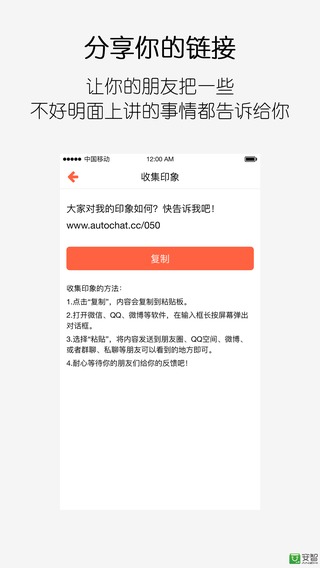 分享你的链接
让你的朋友把一些
不好明面上讲的事情都告诉给你
中国移动 12:00 AM
收集印象
大家对我的印象如何？快告诉我吧！
www.autochat.cc/050
复制
收集印象的方法：
1.点击“复制”，内容会复制到粘贴板。
2.打开微信、QQ、微博等软件，在输入框长按屏幕弹出
对话框。
3.选择“粘贴”，将内容发送到朋友圈、QQ空间、微博、
或者群聊、私聊等朋友可以看到的地方即可。
4.耐心等待你的朋友们给你的反馈吧！
安智